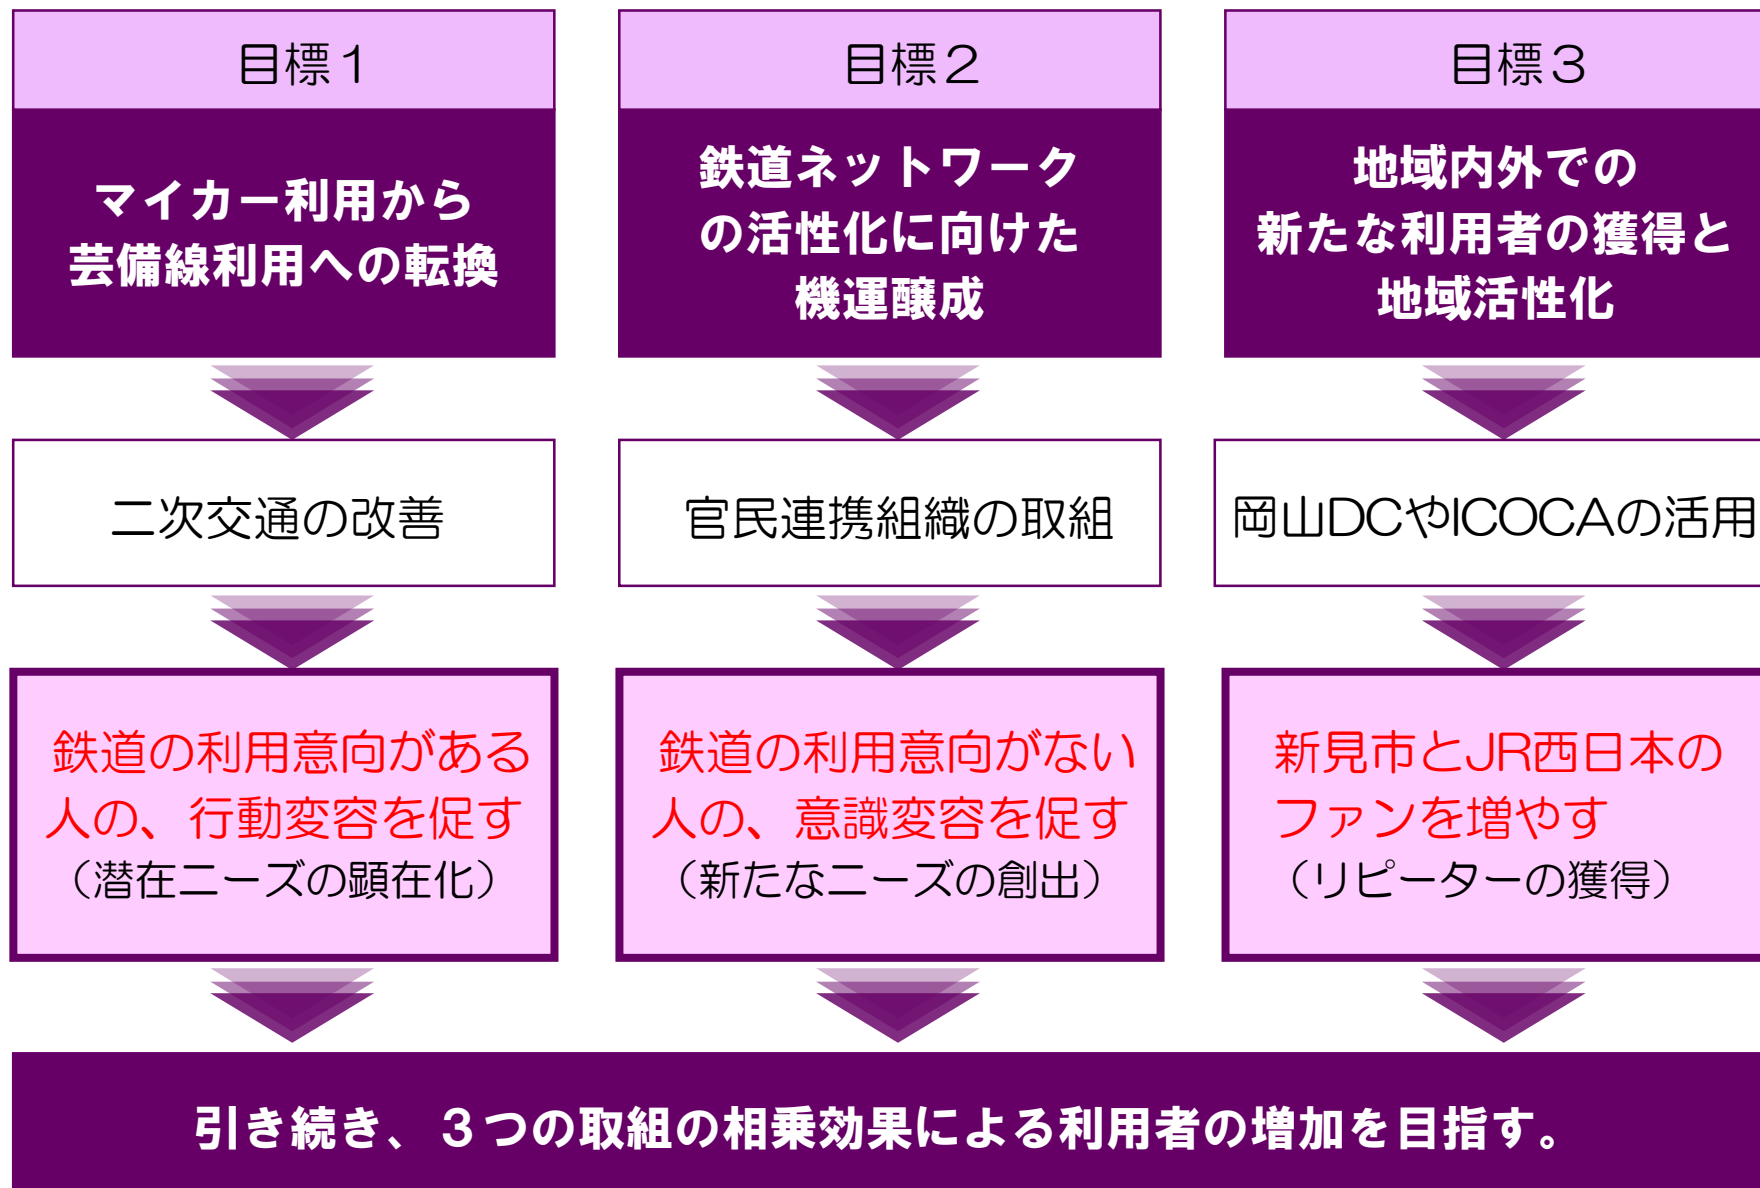 目標１
マイカー利用から
芸備線利用への転換
二次交通の改善
鉄道の利用意向がある
人の、行動変容を促す
（潜在ニーズの顕在化）
目標２
鉄道ネットワーク
の活性化に向けた
機運醸成
官民連携組織の取組
鉄道の利用意向がない
人の、意識変容を促す
（新たなニーズの創出）
目標３
地域内外での
新たな利用者の獲得と
地域活性化
岡山DCやICOCAの活用
新見市とJR西日本の
ファンを増やす
（リピーターの獲得）
引き続き、３つの取組の相乗効果による利用者の増加を目指す。